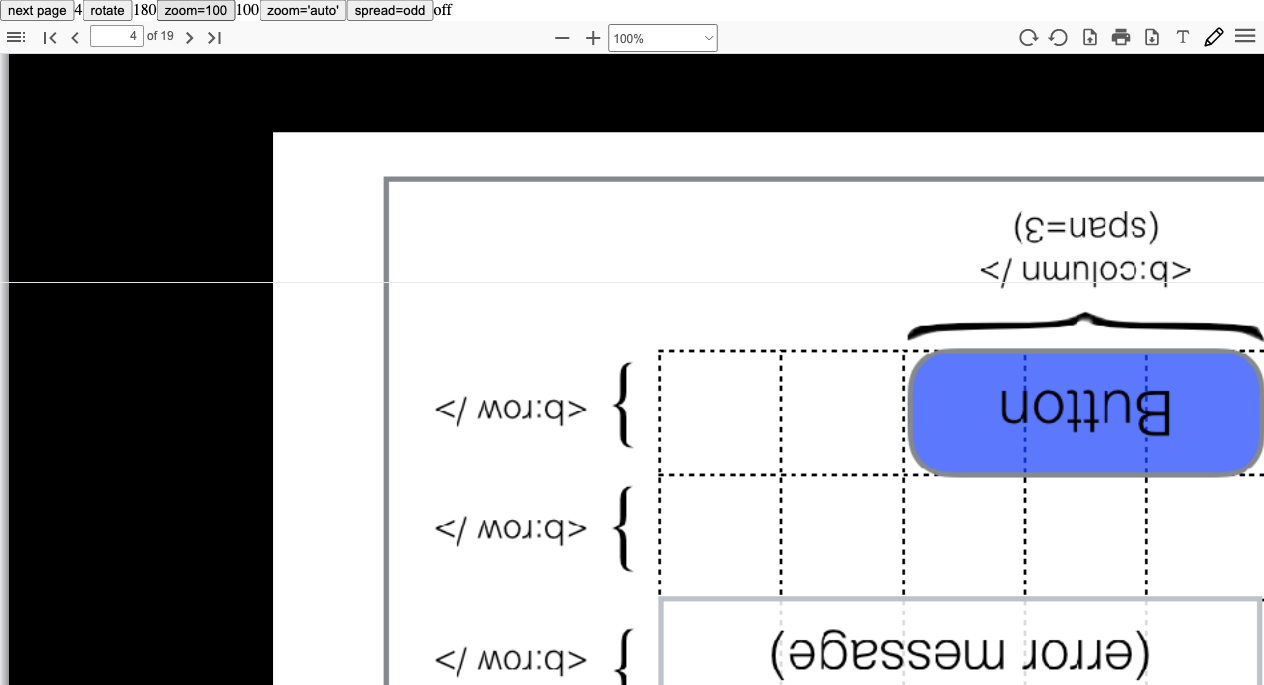 next page 4 rotate 180 zoom=100 100 zoom='auto' spread=odd off
4 of 19 100%
(error message) <b:row />
<b:row />
Button <b:row />
<b:column />
(span=3)